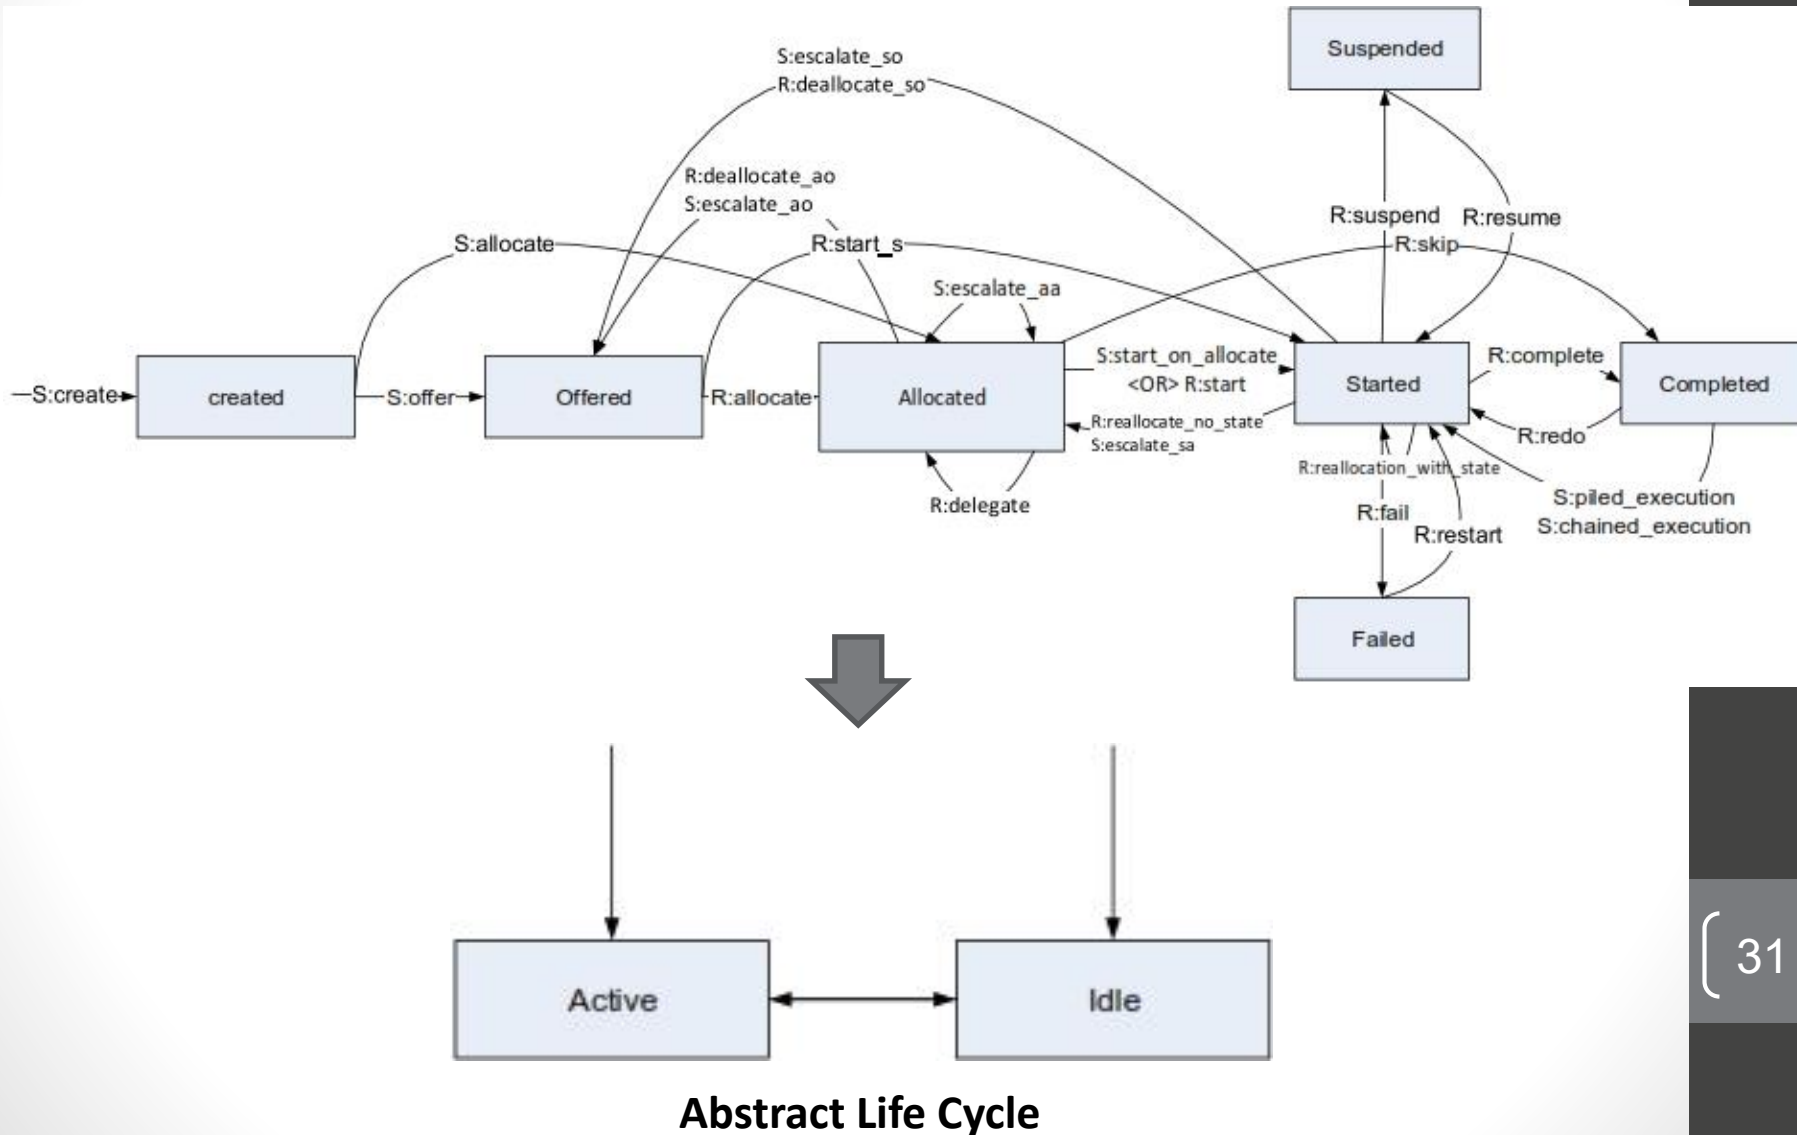 Suspended
S:escalate_so
R:deallocate_so
R:deallocate_ao
S:escalate_ao
R:suspend
R:resume
S:allocate
R:start_s
R:skip
S:escalate_aa
S:create
created
S:offer
Offered
R:allocate
Allocated
S:start_on_allocate
<OR> R:start
Started
R:complete
Completed
R:reallocate_no_state
S:escalate_sa
R:redo
R:reallocation_with_state
R:delegate
R:fail
R:restart
S:piled_execution
S:chained_execution
Failed
Active
Idle
31
Abstract Life Cycle